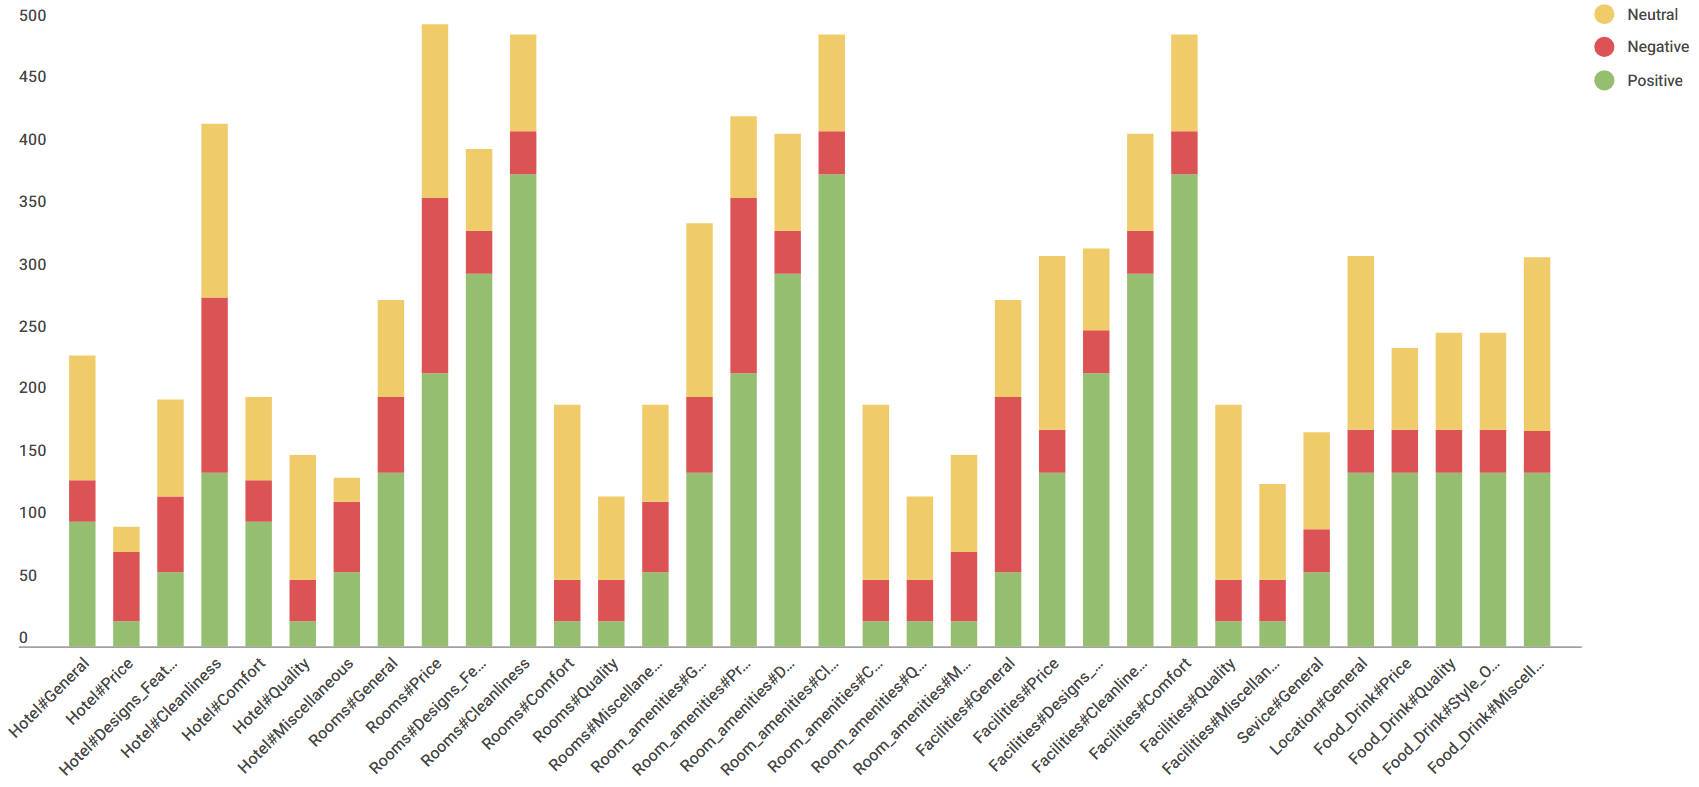 500
450
400
350
300
250
200
150
100
50
0
Neutral
Negative
Positive
Hotel#General
Hotel#Price
Hotel#Designs_Feat...
Hotel#Cleanliness
Hotel#Comfort
Hotel#Quality
Hotel#Miscellaneous
Rooms#General
Rooms#Price
Rooms#Designs_Fe...
Rooms#Cleanliness
Rooms#Comfort
Rooms#Quality
Rooms#Miscellane...
Room_amenities#G...
Room_amenities#Pr...
Room_amenities#D...
Room_amenities#Cl...
Room_amenities#C...
Room_amenities#Q...
Room_amenities#M...
Facilities#General
Facilities#Price
Facilities#Designs_...
Facilities#Cleanline...
Facilities#Comfort
Facilities#Quality
Facilities#Miscellan...
Sevice#General
Location#General
Food_Drink#Price
Food_Drink#Quality
Food_Drink#Style_O...
Food_Drink#Miscell...